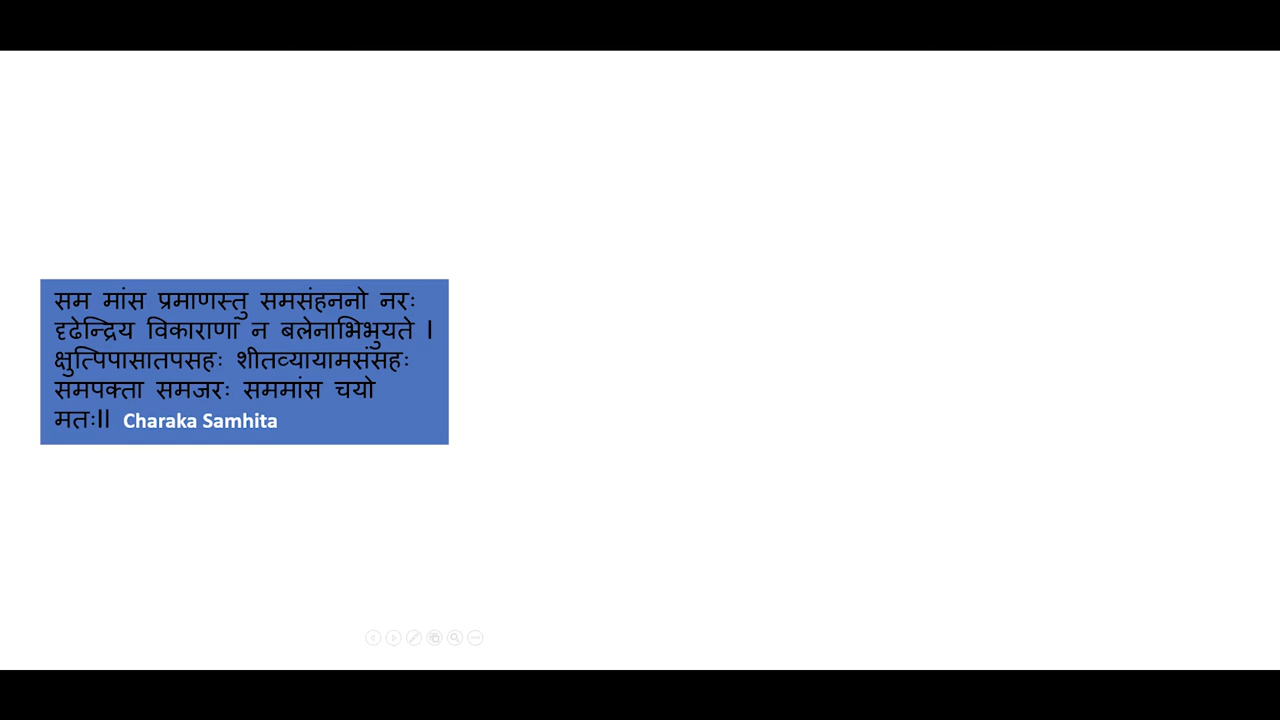 सम मांस प्रमाणस्तु समसंहननो नरः
दृढेन्द्रिय विकाराणां न बलेनाभिभुयते ।
क्षुत्पिपासातपसहः शीतव्यायामसंसहः
समपक्ता समजरः सममांस चयो
मतः॥ Charaka Samhita